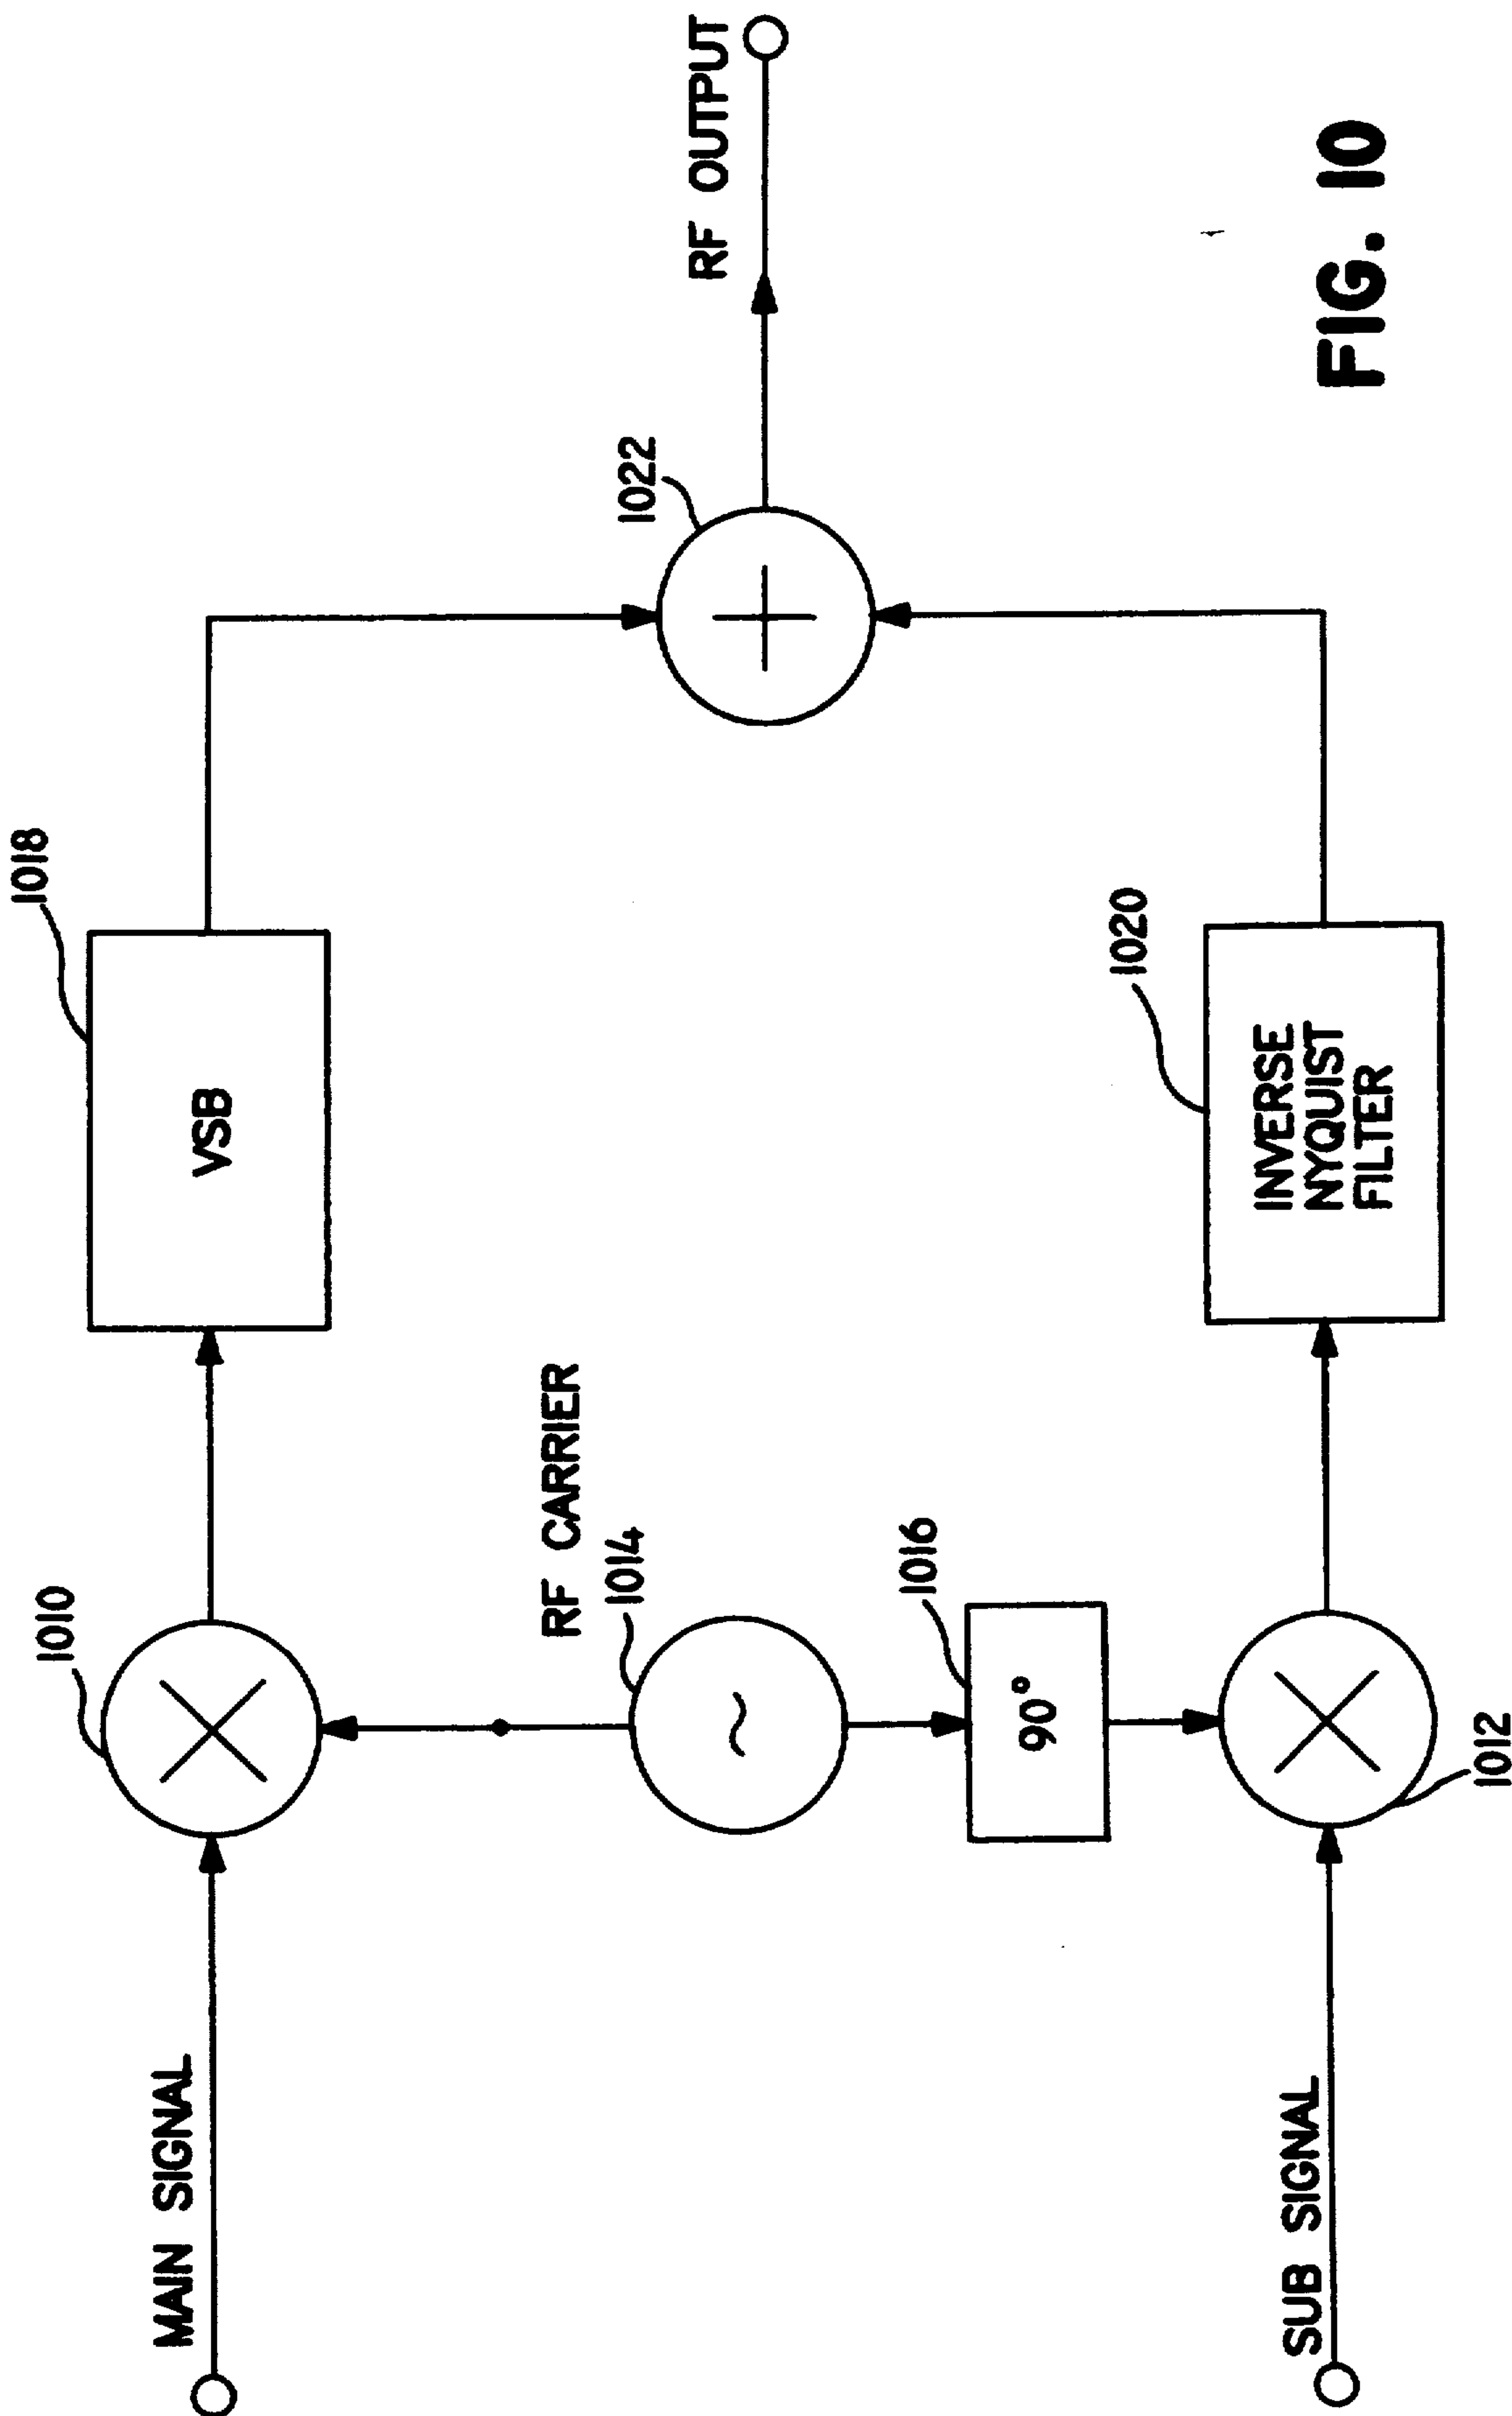 1018
1010
MAIN SIGNAL
VSB
RF CARRIER
1014
1022
RF OUTPUT
1016
90°
1020
SUB SIGNAL
1012
INVERSE
NYQUIST
FILTER
FIG. 10